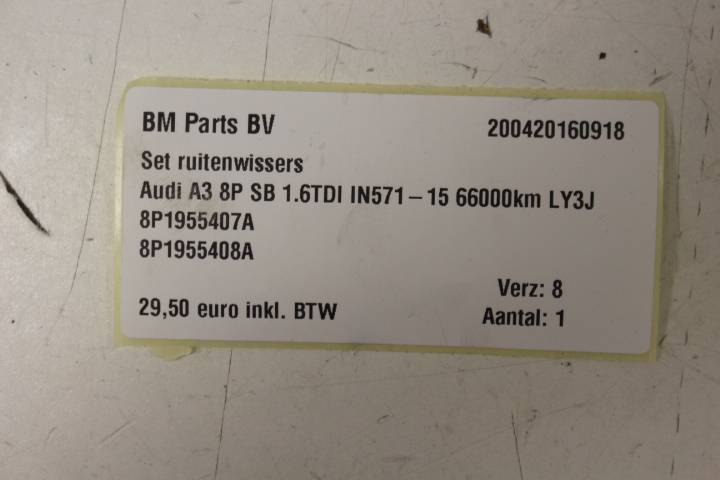 BM Parts BV 200420160918
Set ruitenwissers
Audi A3 8P SB 1.6TDI IN571 – 15 66000km LY3J
8P1955407A
8P1955408A
Verz: 8
29,50 euro inkl. BTW Aantal: 1